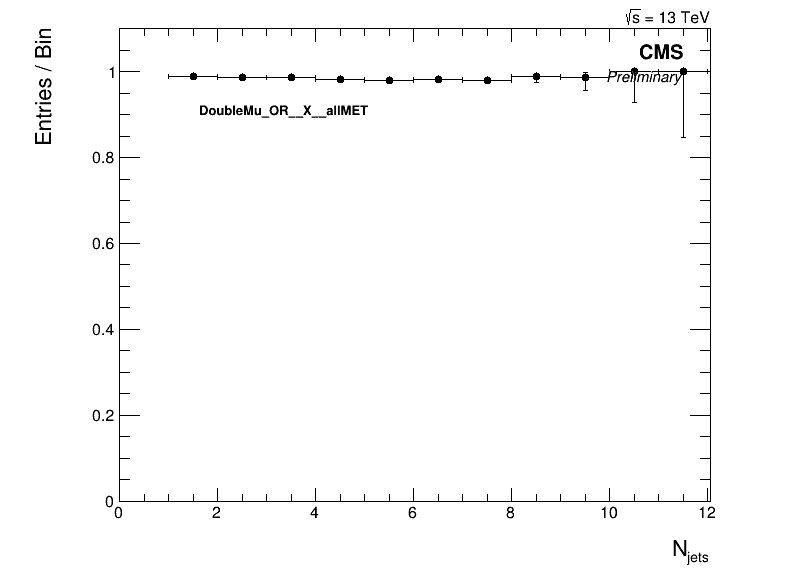 √s = 13 TeV
CMS
Preliminary
DoubleMu_OR__X__allMET
Entries / Bin
1
0.8
0.6
0.4
0.2
0
0 2 4 6 8 10 12
Njets